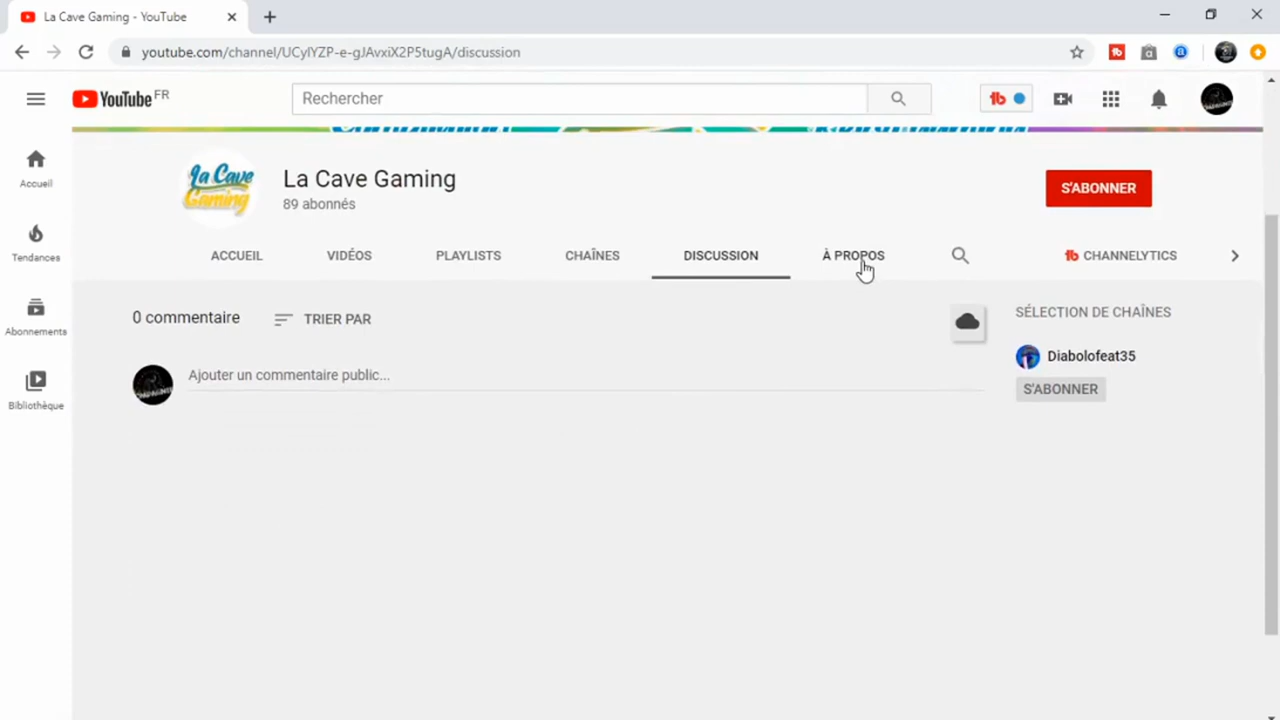 La Cave Gaming - YouTube
youtube.com/channel/UCylYZP-e-gJAvxiX2P5tugA/discussion
YouTube FR
Rechercher
La Cave Gaming
La Cave Gaming
89 abonnés
S'ABONNER
Accueil
Tendances
Abonnements
Bibliothèque
ACCUEIL VIDÉOS PLAYLISTS CHAÎNES DISCUSSION À PROPOS CHANNELYTICS
0 commentaire TRIER PAR
Ajouter un commentaire public...
SÉLECTION DE CHAÎNES
Diabolofeat35
S'ABONNER